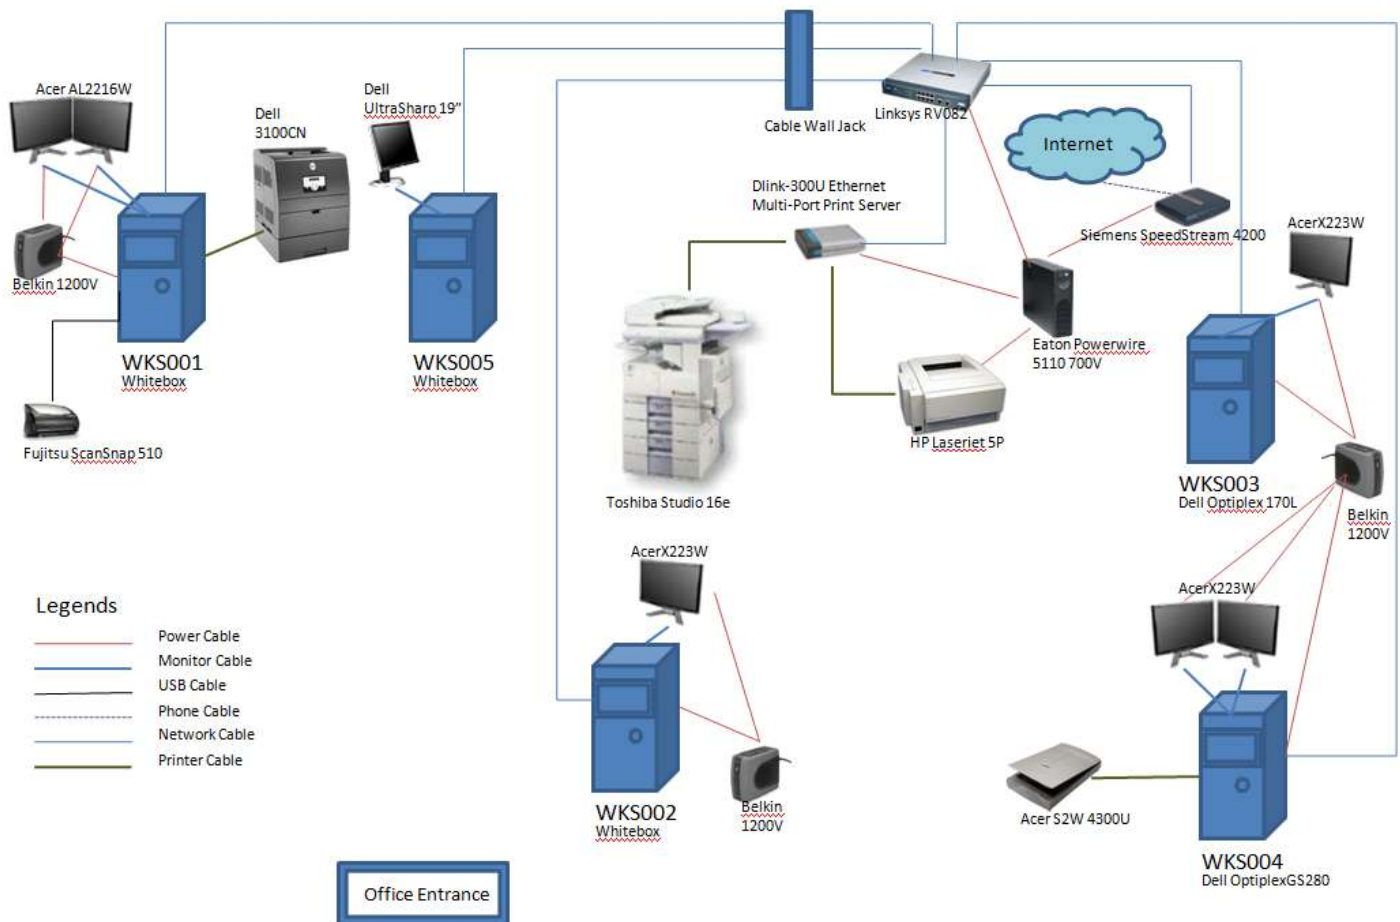 Acer AL2216W
Dell
3100CN
Dell
UltraSharp 19”
Cable Wall Jack
Linksys RV082
Internet
Dlink-300U Ethernet
Multi-Port Print Server
Siemens SpeedStream 4200
AcerX223W
Belkin 1200V
WKS001
Whitebox
WKS005
Whitebox
Eaton Powerwire
5110 700V
Fujitsu ScanSnap 510
HP Laserjet 5P
Toshiba Studio 16e
WKS003
Dell Optiplex 170L
Belkin
1200V
AcerX223W
AcerX223W
Legends
Power Cable
Monitor Cable
USB Cable
Phone Cable
Network Cable
Printer Cable
WKS002
Whitebox
Belkin
1200V
Acer S2W 4300U
WKS004
Dell OptiplexGS280
Office Entrance